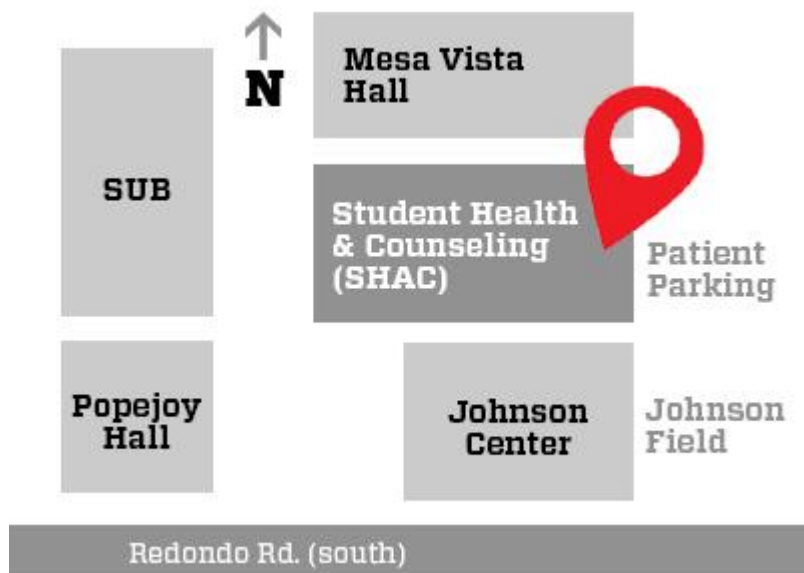 N
Mesa Vista
Hall
SUB
Student Health
& Counseling
(SHAC)
Patient
Parking
Popejoy
Hall
Johnson
Center
Johnson
Field
Redondo Rd. (south)